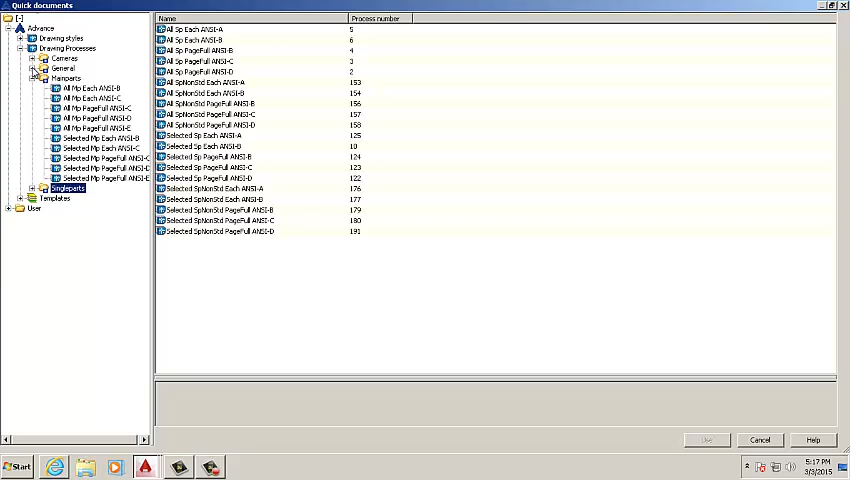 Quick documents
[-]
Advance
Drawing styles
Drawing Processes
Cameras
General
Mainparts
All Mp Each ANSI-B
All Mp Each ANSI-C
All Mp PageFull ANSI-C
All Mp PageFull ANSI-D
All Mp PageFull ANSI-E
Selected Mp Each ANSI-B
Selected Mp Each ANSI-C
Selected Mp PageFull ANSI-C
Selected Mp PageFull ANSI-D
Selected Mp PageFull ANSI-E
Singleparts
Templates
User
Name Process number
All Sp Each ANSI-A 5
All Sp Each ANSI-B 6
All Sp PageFull ANSI-B 4
All Sp PageFull ANSI-C 3
All Sp PageFull ANSI-D 2
All SpNonStd Each ANSI-A 153
All SpNonStd Each ANSI-B 154
All SpNonStd PageFull ANSI-B 156
All SpNonStd PageFull ANSI-C 157
All SpNonStd PageFull ANSI-D 158
Selected Sp Each ANSI-A 125
Selected Sp Each ANSI-B 10
Selected Sp PageFull ANSI-B 124
Selected Sp PageFull ANSI-C 123
Selected Sp PageFull ANSI-D 122
Selected SpNonStd Each ANSI-A 176
Selected SpNonStd Each ANSI-B 177
Selected SpNonStd PageFull ANSI-B 179
Selected SpNonStd PageFull ANSI-C 180
Selected SpNonStd PageFull ANSI-D 191
Use Cancel Help
Start
5:17 PM
3/3/2015